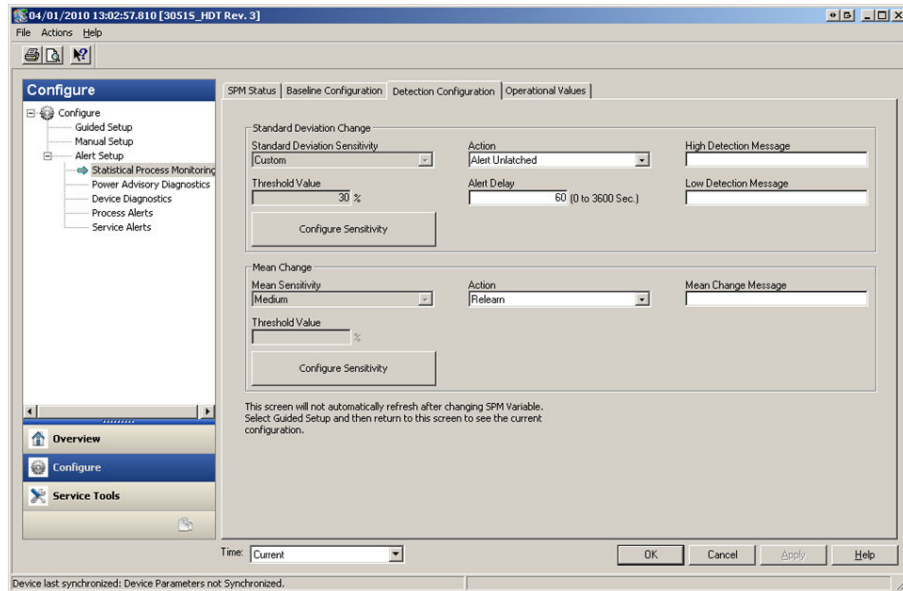 04/01/2010 13:02:57.810 [3051S_HDT Rev. 3]
File Actions Help
Configure
Configure
Guided Setup
Manual Setup
Alert Setup
Statistical Process Monitoring
Power Advisory Diagnostics
Device Diagnostics
Process Alerts
Service Alerts
Overview
Configure
Service Tools
SPM Status Baseline Configuration Detection Configuration Operational Values
Standard Deviation Change
Standard Deviation Sensitivity Action High Detection Message
Custom Alert Unlatched
Threshold Value Alert Delay Low Detection Message
30 % 60 (0 to 3600 Sec.)
Configure Sensitivity
Mean Change
Mean Sensitivity Action Mean Change Message
Medium Relearn
Threshold Value
%
Configure Sensitivity
This screen will not automatically refresh after changing SPM Variable.
Select Guided Setup and then return to this screen to see the current
configuration.
Time: Current OK Cancel Apply Help
Device last synchronized: Device Parameters not Synchronized.